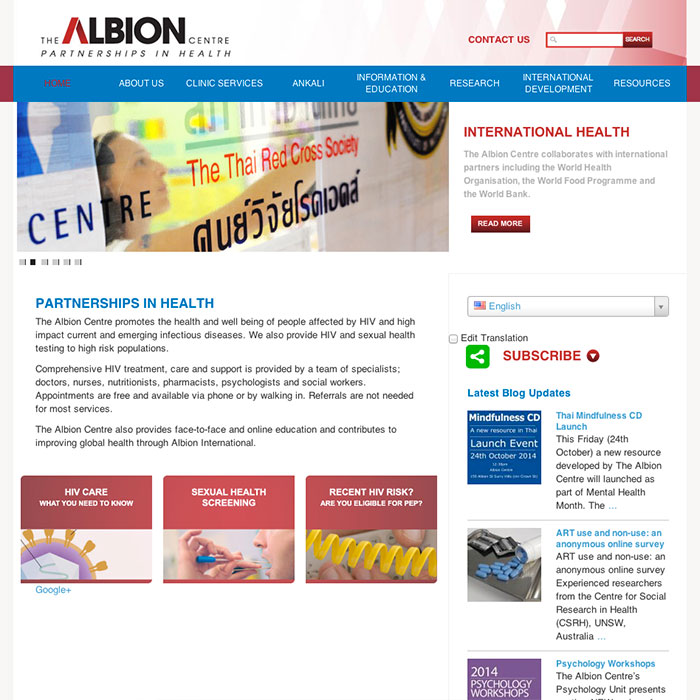 THE ALBION CENTRE
PARTNERSHIPS IN HEALTH
CONTACT US
SEARCH
HOME
ABOUT US
CLINIC SERVICES
ANKALI
INFORMATION &
EDUCATION
RESEARCH
INTERNATIONAL
DEVELOPMENT
RESOURCES
The Thai Red Cross Society
CENTRE
ศูนย์วิจัยโรคเอดส์
INTERNATIONAL HEALTH
The Albion Centre collaborates with international
partners including the World Health
Organisation, the World Food Programme and
the World Bank.
READ MORE
PARTNERSHIPS IN HEALTH
The Albion Centre promotes the health and well being of people affected by HIV and high
impact current and emerging infectious diseases. We also provide HIV and sexual health
testing to high risk populations.
Comprehensive HIV treatment, care and support is provided by a team of specialists;
doctors, nurses, nutritionists, pharmacists, psychologists and social workers.
Appointments are free and available via phone or by walking in. Referrals are not needed
for most services.
The Albion Centre also provides face-to-face and online education and contributes to
improving global health through Albion International.
HIV CARE
WHAT YOU NEED TO KNOW
SEXUAL HEALTH
SCREENING
RECENT HIV RISK?
ARE YOU ELIGIBLE FOR PEP?
Google+
English
Edit Translation
SUBSCRIBE
Latest Blog Updates
Mindfulness CD
A new resource in Thai
Launch Event
24th October 2014
Albion Centre
Thai Mindfulness CD
Launch
This Friday (24th
October) a new resource
developed by The Albion
Centre will launched as
part of Mental Health
Month. The ...
ART use and non-use: an
anonymous online survey
ART use and non-use: an
anonymous online survey
Experienced researchers
from the Centre for Social
Research in Health
(CSRH), UNSW,
Australia ...
2014
PSYCHOLOGY
WORKSHOPS
Psychology Workshops
The Albion Centre's
Psychology Unit presents